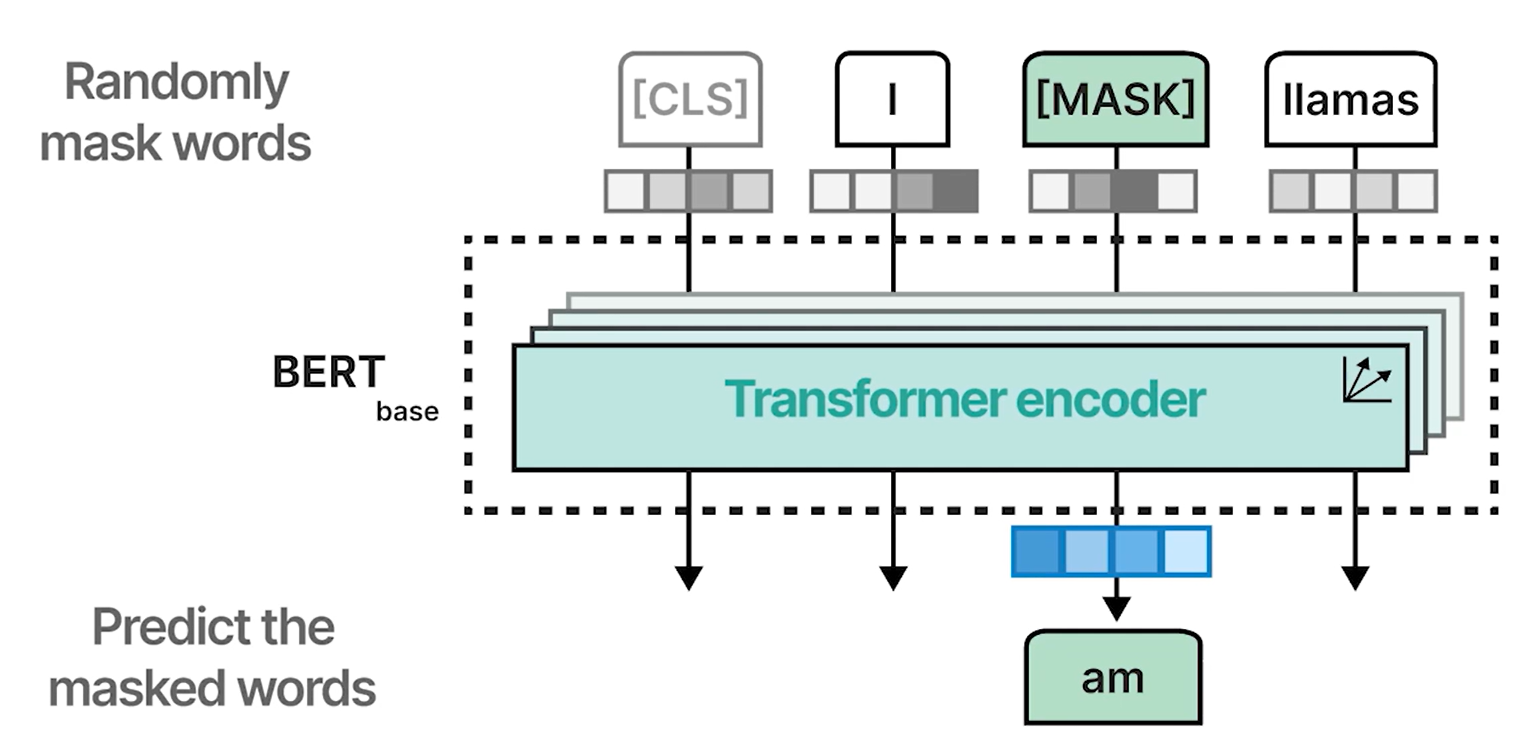 Randomly
mask words
[CLS] I [MASK] llamas
BERT
base
Transformer encoder
Predict the
masked words
am